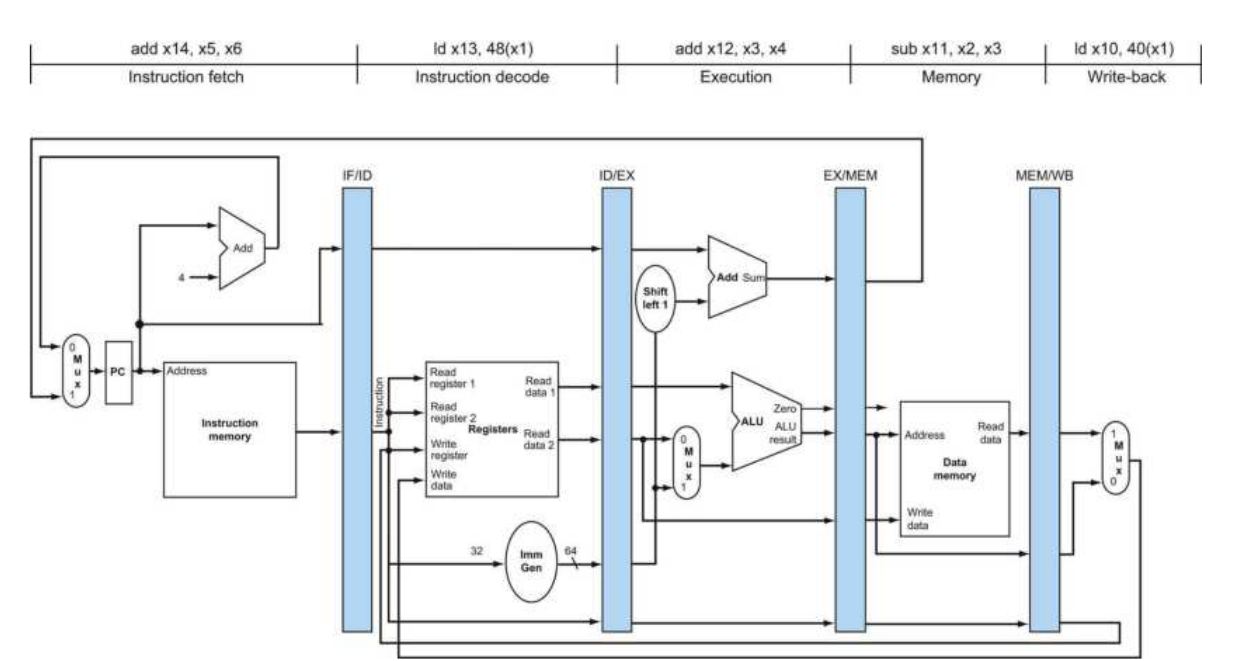 add x14, x5, x6
ld x13, 48(x1)
add x12, x3, x4
sub x11, x2, x3
ld x10, 40(x1)
Instruction fetch
Instruction decode
Execution
Memory
Write-back
IF/ID
ID/EX
EX/MEM
MEM/WB
Add
4
Add Sum
Shift
left 1
0
M
u
x
1
PC
Address
Instruction
memory
Instruction
Read
register 1
Read
register 2
Write
register
Write
data
Registers
Read
data 1
Read
data 2
0
M
u
x
1
ALU
Zero
ALU
result
Address
Read
data
Data
memory
Write
data
1
M
u
x
0
32
Imm
Gen
64